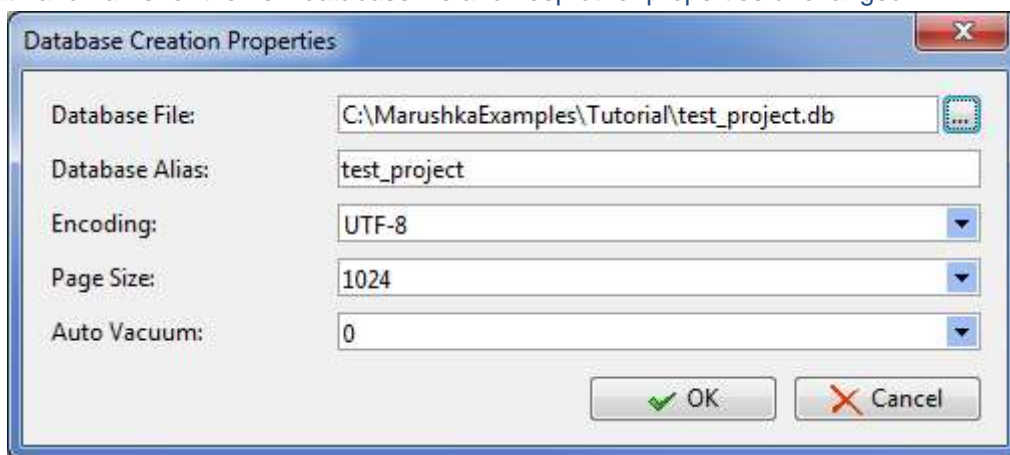 Database Creation Properties
Database File: C:\MarushkaExamples\Tutorial\test_project.db ...
Database Alias: test_project
Encoding: UTF-8
Page Size: 1024
Auto Vacuum: 0
OK Cancel